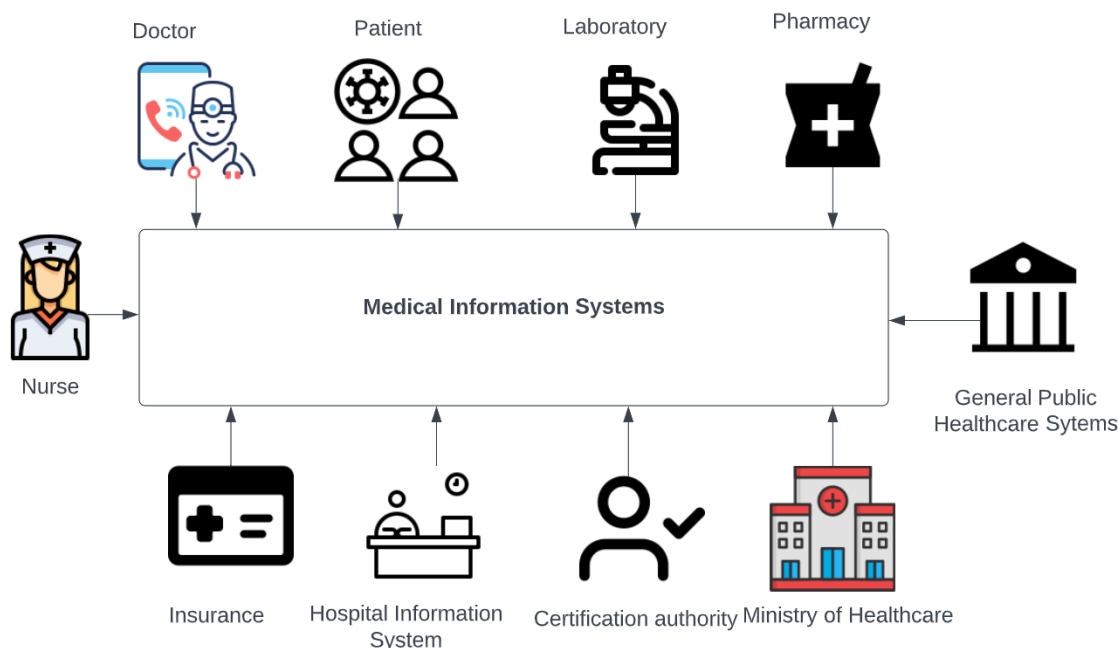 Doctor
Patient
Laboratory
Pharmacy
Medical Information Systems
Nurse
General Public
Healthcare Sytems
Insurance
Hospital Information
System
Certification authority
Ministry of Healthcare